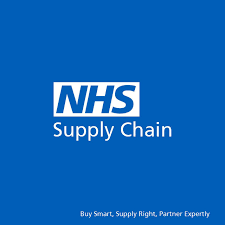 NHS
Supply Chain
Buy Smart, Supply Right, Partner Expertly